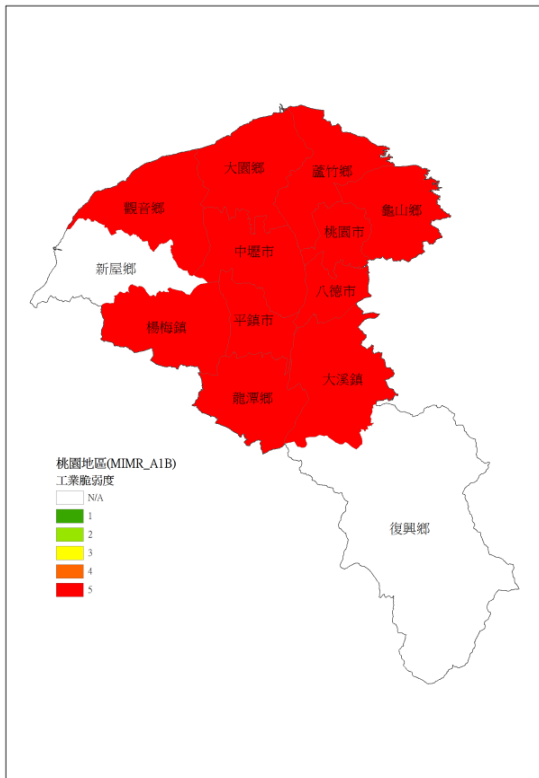 大園鄉
蘆竹鄉
觀音鄉
龜山鄉
桃園市
中壢市
新屋鄉
八德市
楊梅鎮
平鎮市
大溪鎮
龍潭鄉
桃園地區(MIMR_A1B)
工業脆弱度
N/A
1
2
3
4
5
復興鄉